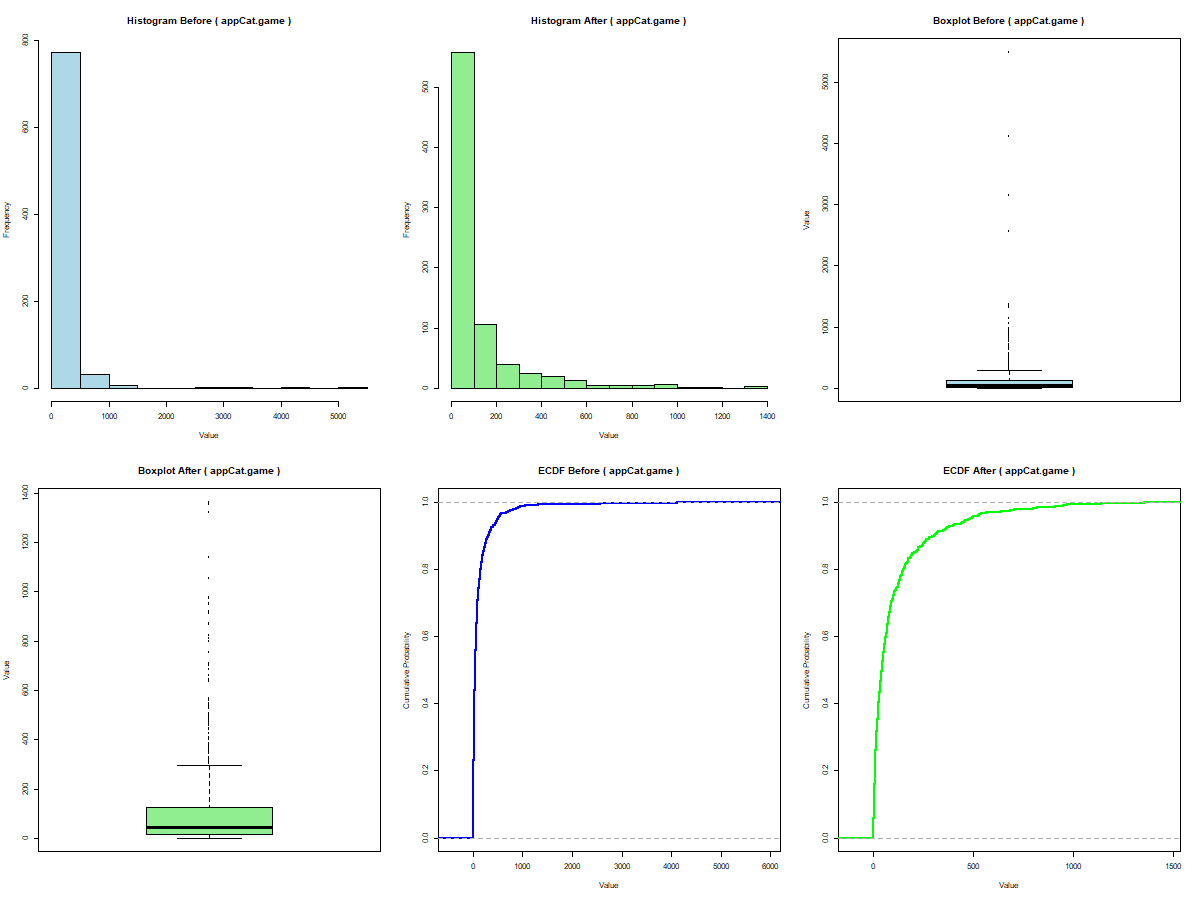 Histogram Before ( appCat.game )
Frequency
0 200 400 600 800
0 1000 2000 3000 4000 5000
Value
Histogram After ( appCat.game )
Frequency
0 100 200 300 400 500
0 200 400 600 800 1000 1200 1400
Value
Boxplot Before ( appCat.game )
Value
0 1000 2000 3000 4000 5000
Boxplot After ( appCat.game )
Value
0 200 400 600 800 1000 1200 1400
ECDF Before ( appCat.game )
Cumulative Probability
0.0 0.2 0.4 0.6 0.8 1.0
0 1000 2000 3000 4000 5000 6000
Value
ECDF After ( appCat.game )
Cumulative Probability
0.0 0.2 0.4 0.6 0.8 1.0
0 500 1000 1500
Value